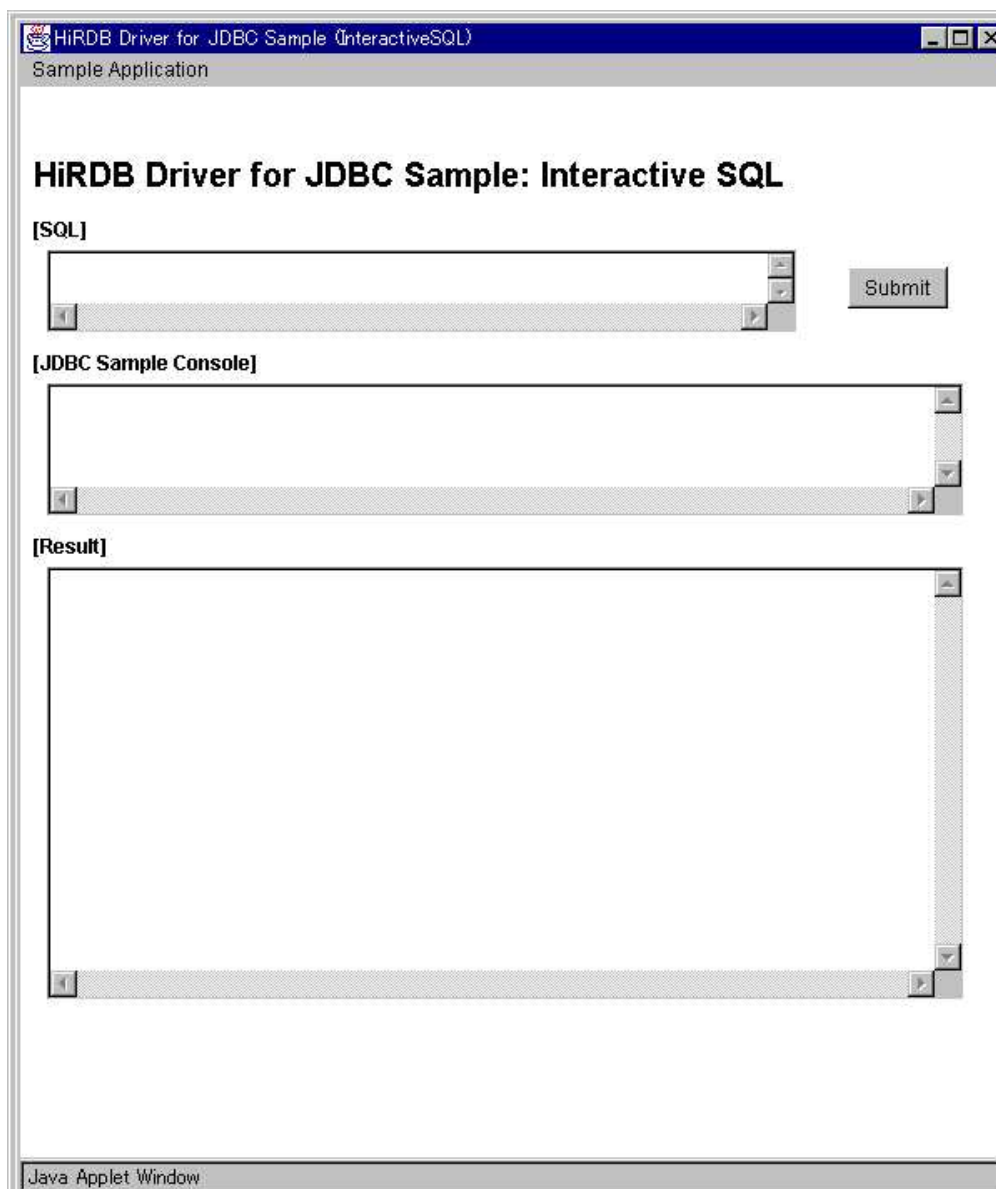 HiRDB Driver for JDBC Sample (InteractiveSQL)
Sample Application
HiRDB Driver for JDBC Sample: Interactive SQL
[SQL]
Submit
[JDBC Sample Console]
[Result]
Java Applet Window